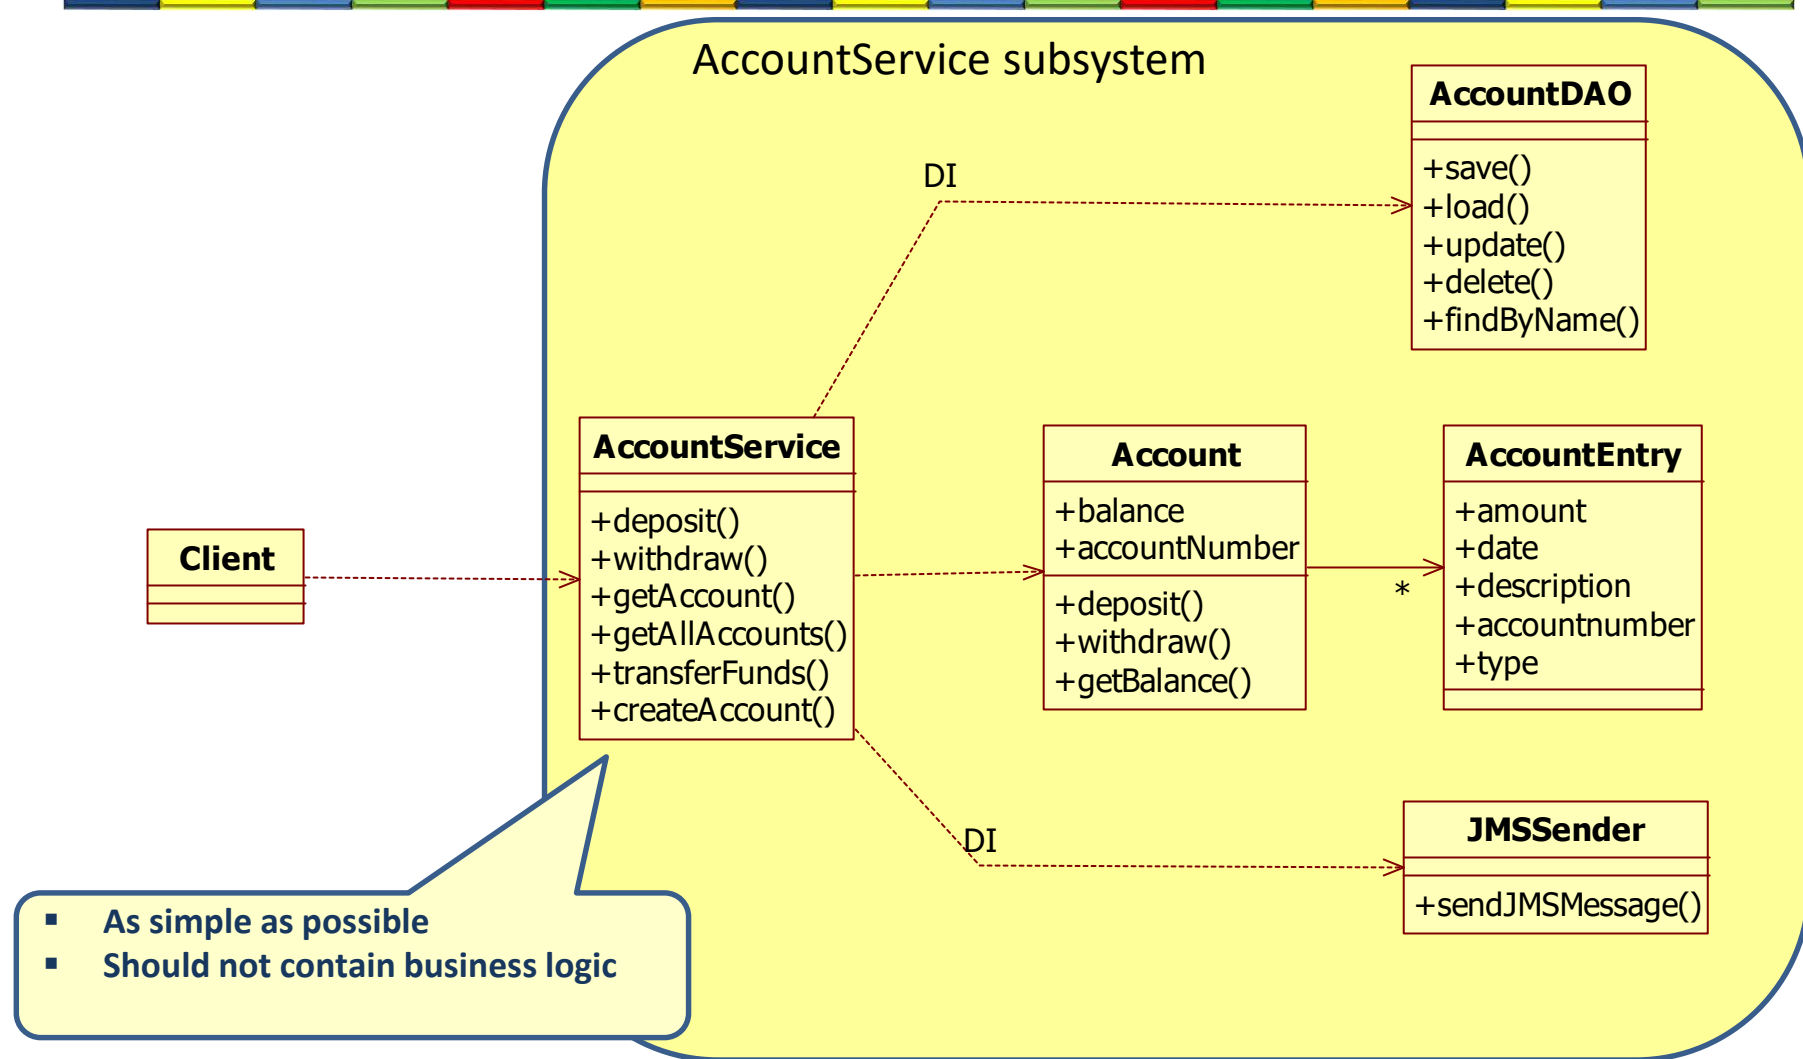 AccountService subsystem
AccountDAO
+save()
+load()
+update()
+delete()
+findByName()
DI
AccountService
+deposit()
+withdraw()
+getAccount()
+getAllAccounts()
+transferFunds()
+createAccount()
Account
+balance
+accountNumber
+deposit()
+withdraw()
+getBalance()
*
AccountEntry
+amount
+date
+description
+accountnumber
+type
Client
DI
JMSSender
+sendJMSMessage()
▪ As simple as possible
▪ Should not contain business logic